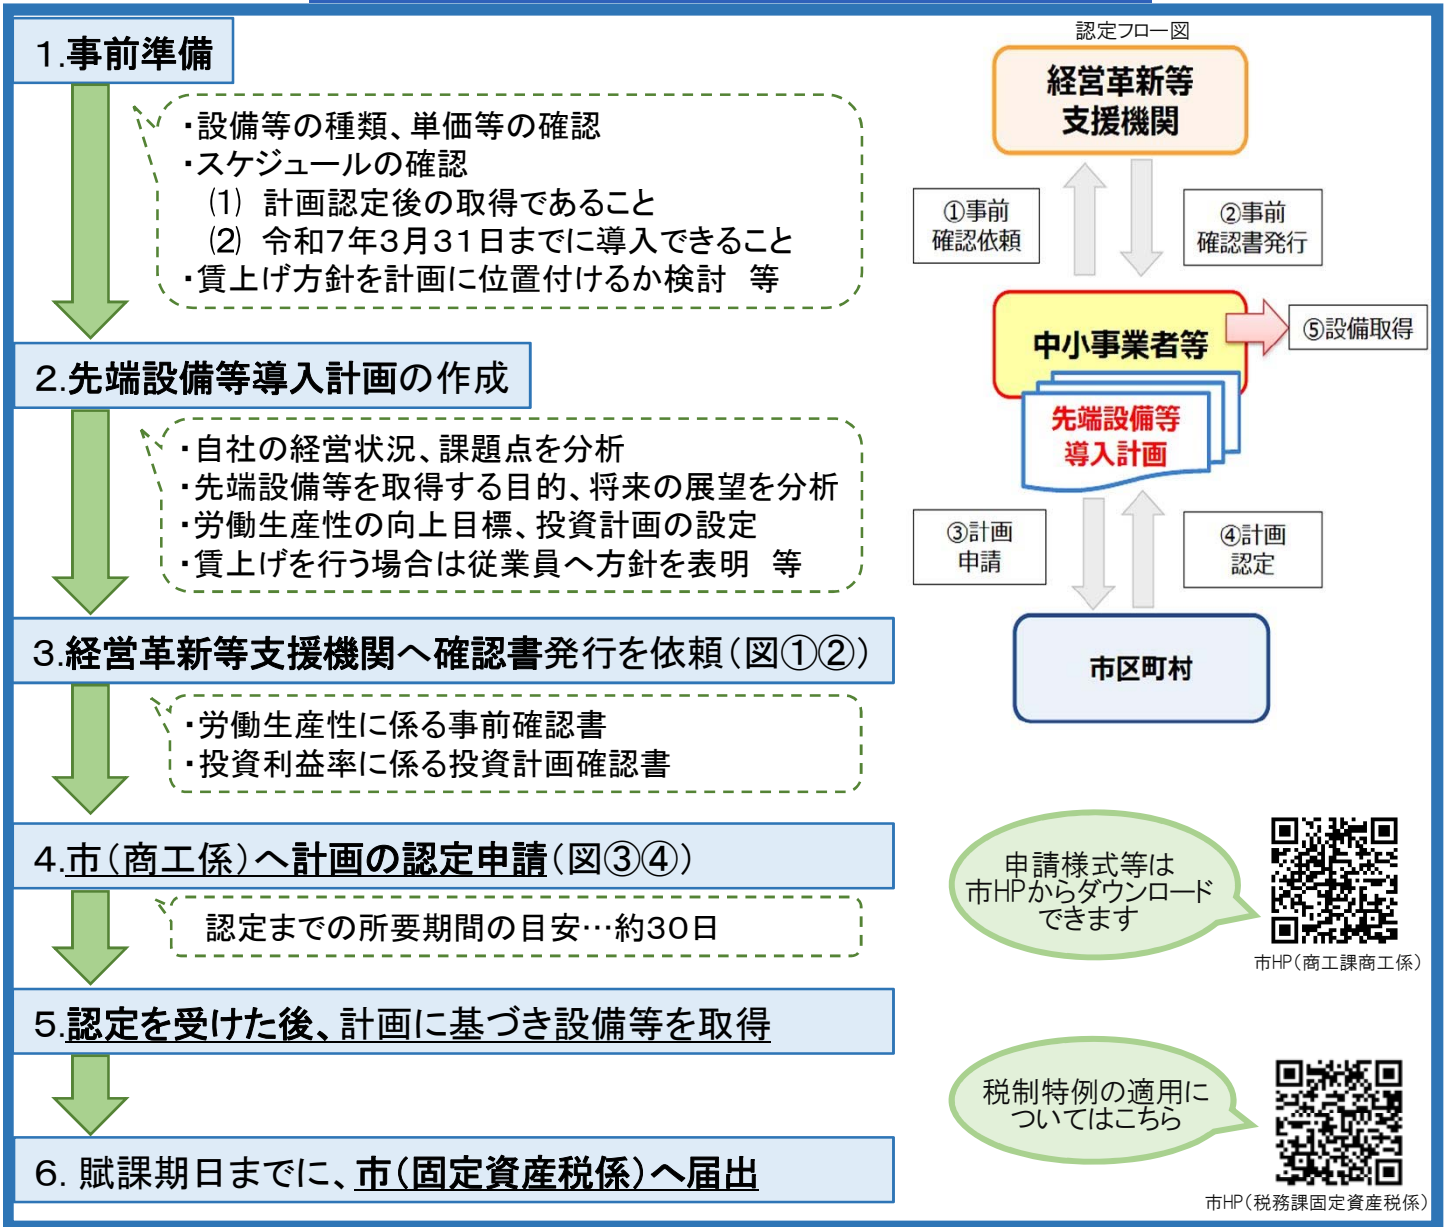 1.事前準備
・設備等の種類、単価等の確認
・スケジュールの確認
(1) 計画認定後の取得であること
(2) 令和7年3月31日までに導入できること
・賃上げ方針を計画に位置付けるか検討 等
2.先端設備等導入計画の作成
・自社の経営状況、課題点を分析
・先端設備等を取得する目的、将来の展望を分析
・労働生産性の向上目標、投資計画の設定
・賃上げを行う場合は従業員へ方針を表明 等
3.経営革新等支援機関へ確認書発行を依頼(図①②)
・労働生産性に係る事前確認書
・投資利益率に係る投資計画確認書
4.市(商工係)へ計画の認定申請(図③④)
認定までの所要期間の目安…約30日
5.認定を受けた後、計画に基づき設備等を取得
6. 賦課期日までに、市(固定資産税係)へ届出
認定フロー図
経営革新等
支援機関
①事前
確認依頼
②事前
確認書発行
中小事業者等
⑤設備取得
先端設備等
導入計画
③計画
申請
④計画
認定
市区町村
申請様式等は
市HPからダウンロード
できます
市HP(商工課商工係)
税制特例の適用に
ついてはこちら
市HP(税務課固定資産税係)